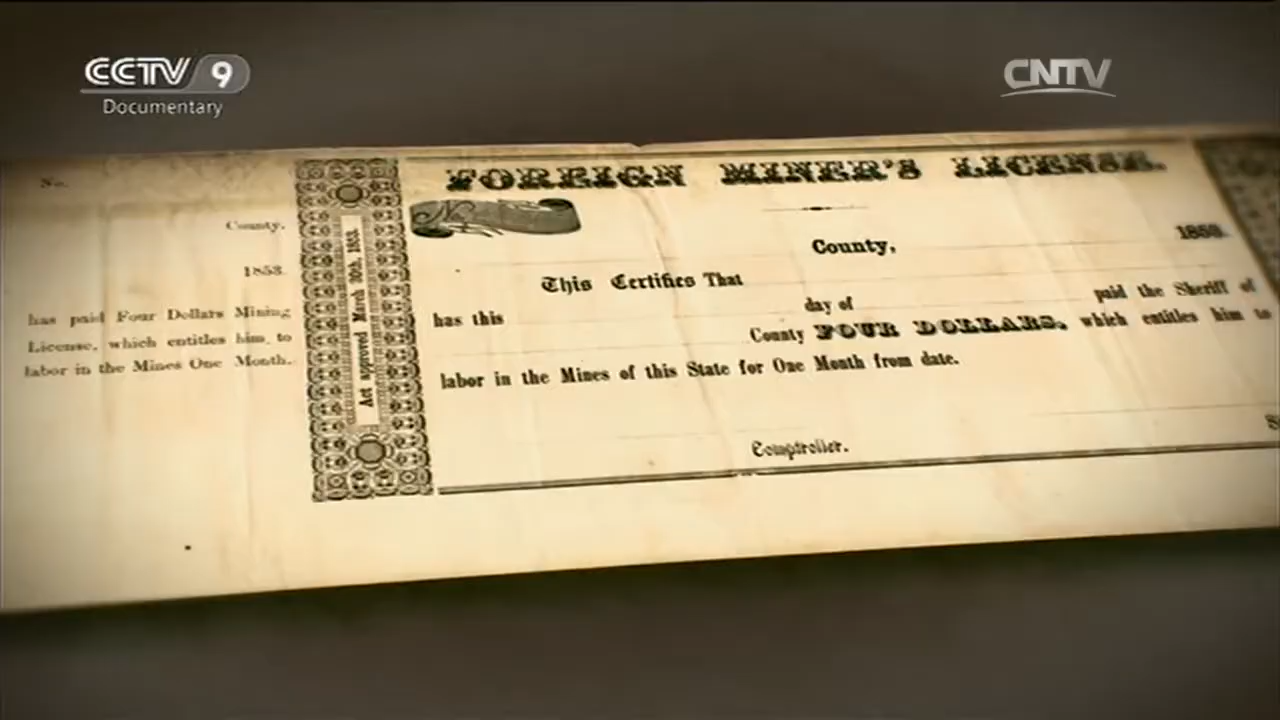 CCTV 9
Documentary
CNTV
No.
County.
1853.
has paid Four Dollars Mining
License, which entitles him to
labor in the Mines One Month.
Act approved March 30th, 1853.
FOREIGN MINER'S LICENSE.
No
County,
This Certifies That
has this day of paid the Sheriff of
County FOUR DOLLARS, which entitles him to
labor in the Mines of this State for One Month from date.
Comptroller.